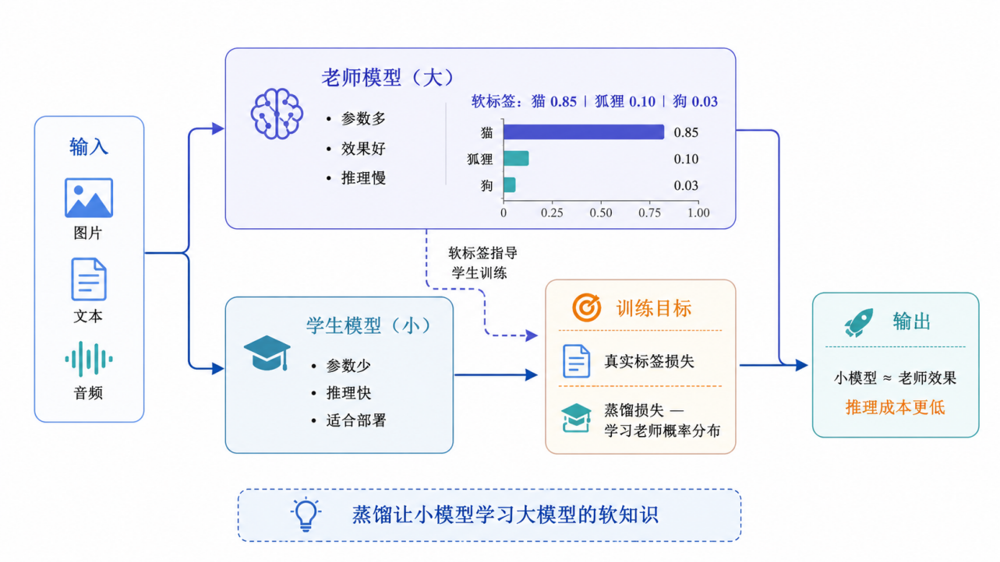 输入
图片
文本
音频
老师模型（大）
• 参数多
• 效果好
• 推理慢
软标签：猫 0.85 | 狐狸 0.10 | 狗 0.03
猫 0.85
狐狸 0.10
狗 0.03
0 0.25 0.50 0.75 1.00
软标签指导
学生训练
学生模型（小）
• 参数少
• 推理快
• 适合部署
训练目标
真实标签损失
蒸馏损失 —
学习老师概率分布
输出
小模型 ≈ 老师效果
推理成本更低
蒸馏让小模型学习大模型的软知识